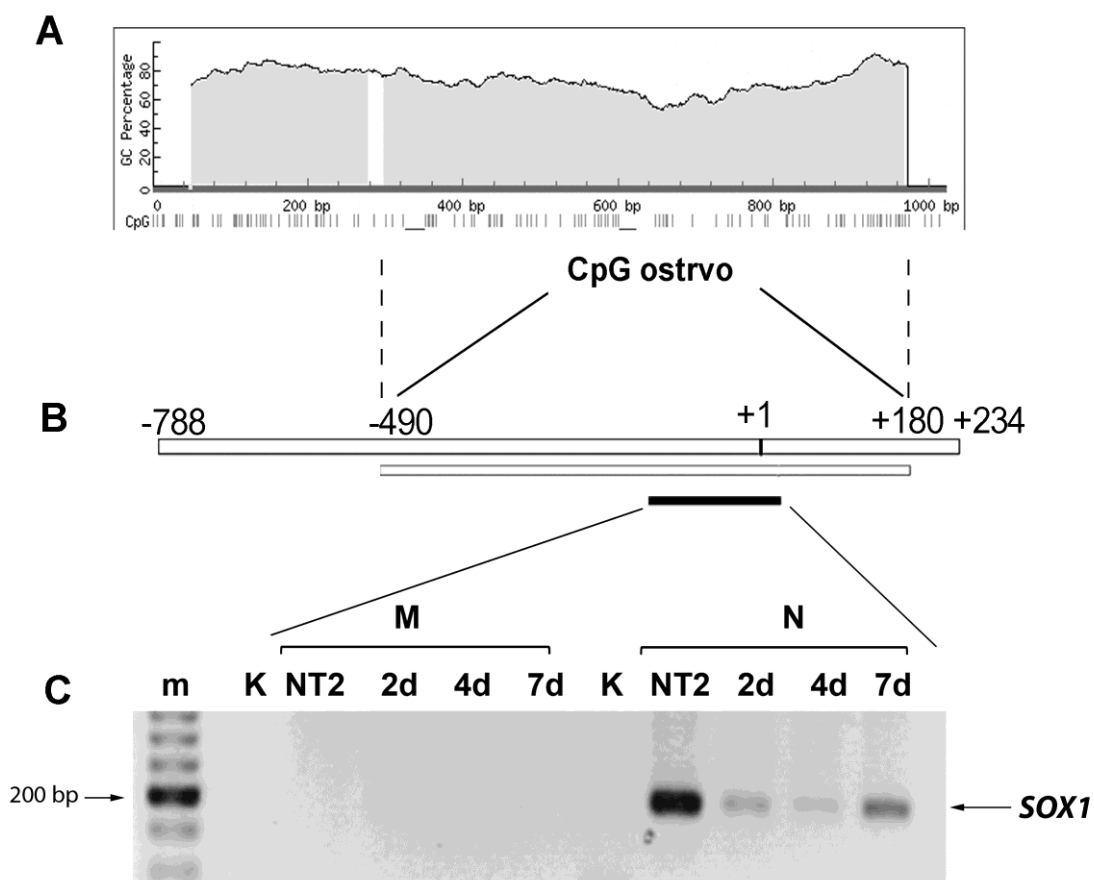 A
GC Percentage
80
60
40
20
0
0 200 bp 400 bp 600 bp 800 bp 1000 bp
CpG
CpG ostrvo
B
-788 -490 +1 +180 +234
M N
C m K NT2 2d 4d 7d K NT2 2d 4d 7d
200 bp
SOX1